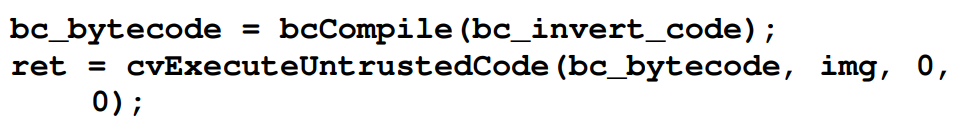 bc_bytecode = bcCompile(bc_invert_code);
ret = cvExecuteUntrustedCode(bc_bytecode, img, 0,
0);